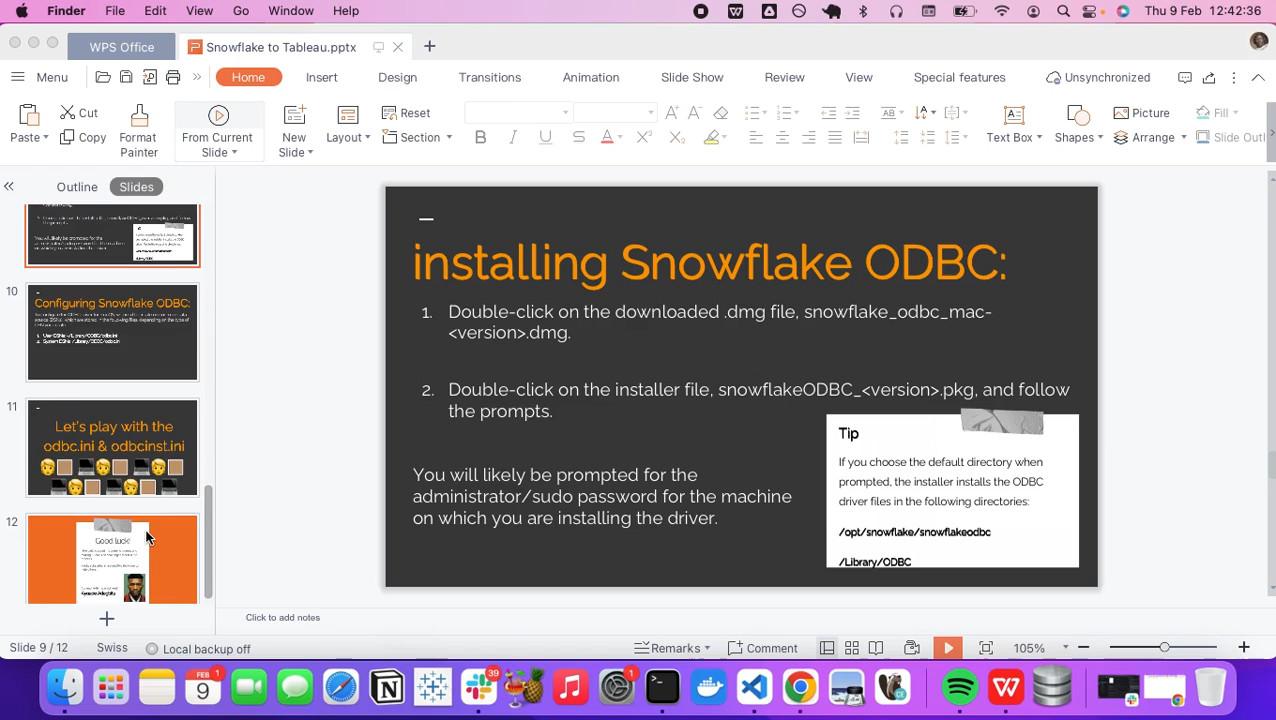 Finder File Edit View Go Window Help Thu 9 Feb 12:42:36
WPS Office Snowflake to Tableau.pptx
Menu Home Insert Design Transitions Animation Slide Show Review View Special features Unsynchronized
Cut Reset Picture Fill
Paste Copy Format From Current New Layout Section Text Box Shapes Arrange Slide Outl
Painter Slide Slide
Outline Slides
installing Snowflake ODBC:
1. Double-click on the downloaded .dmg file, snowflake_odbc_mac-
<version>.dmg.
2. Double-click on the installer file, snowflakeODBC_<version>.pkg, and follow
the prompts.
You will likely be prompted for the
administrator/sudo password for the machine
on which you are installing the driver.
Tip
If you choose the default directory when
prompted, the installer installs the ODBC
driver files in the following directories:
/opt/snowflake/snowflakeodbc
/Library/ODBC
10
Configuring Snowflake ODBC:
11
Let's play with the
odbc.ini & odbcinst.ini
12
Good luck!
Click to add notes
Slide 9 / 12 Swiss Local backup off Remarks Comment 105%
FEB 1
9
39
1